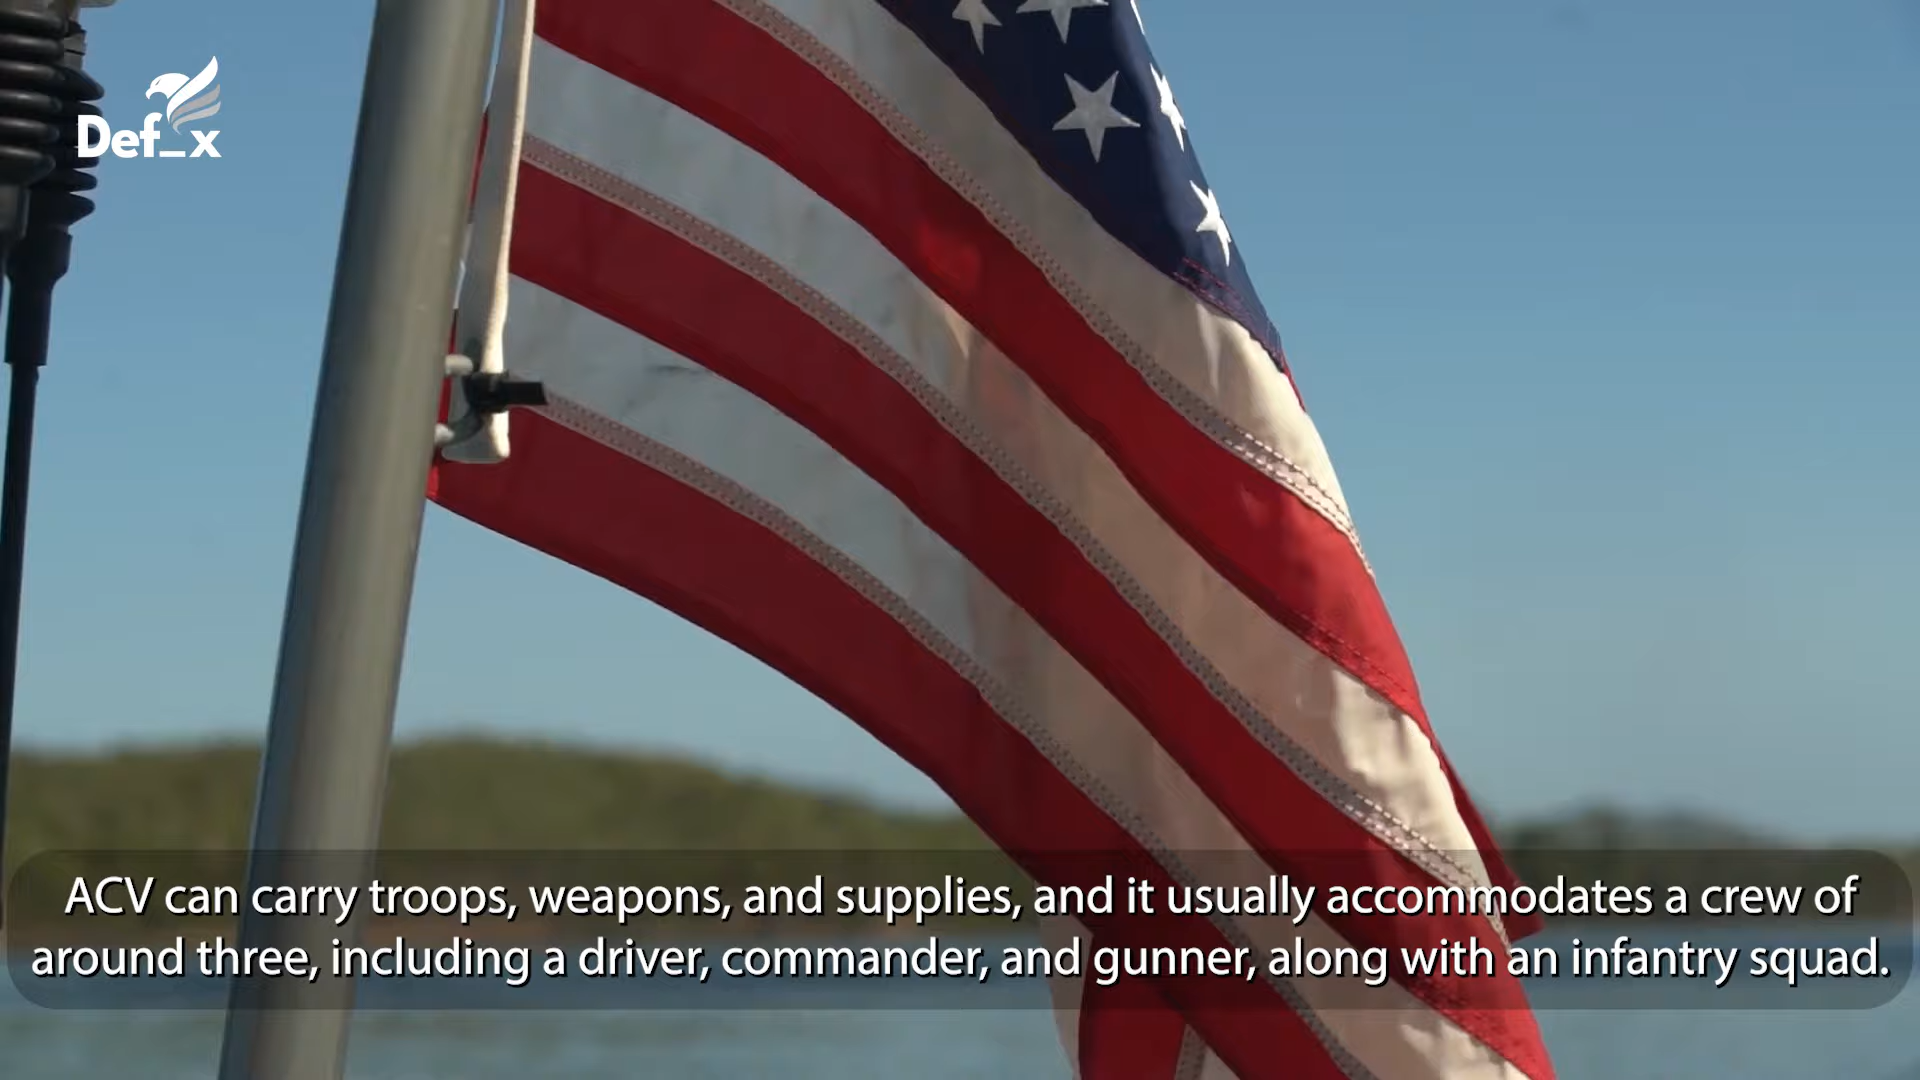 Def_x
ACV can carry troops, weapons, and supplies, and it usually accommodates a crew of
around three, including a driver, commander, and gunner, along with an infantry squad.